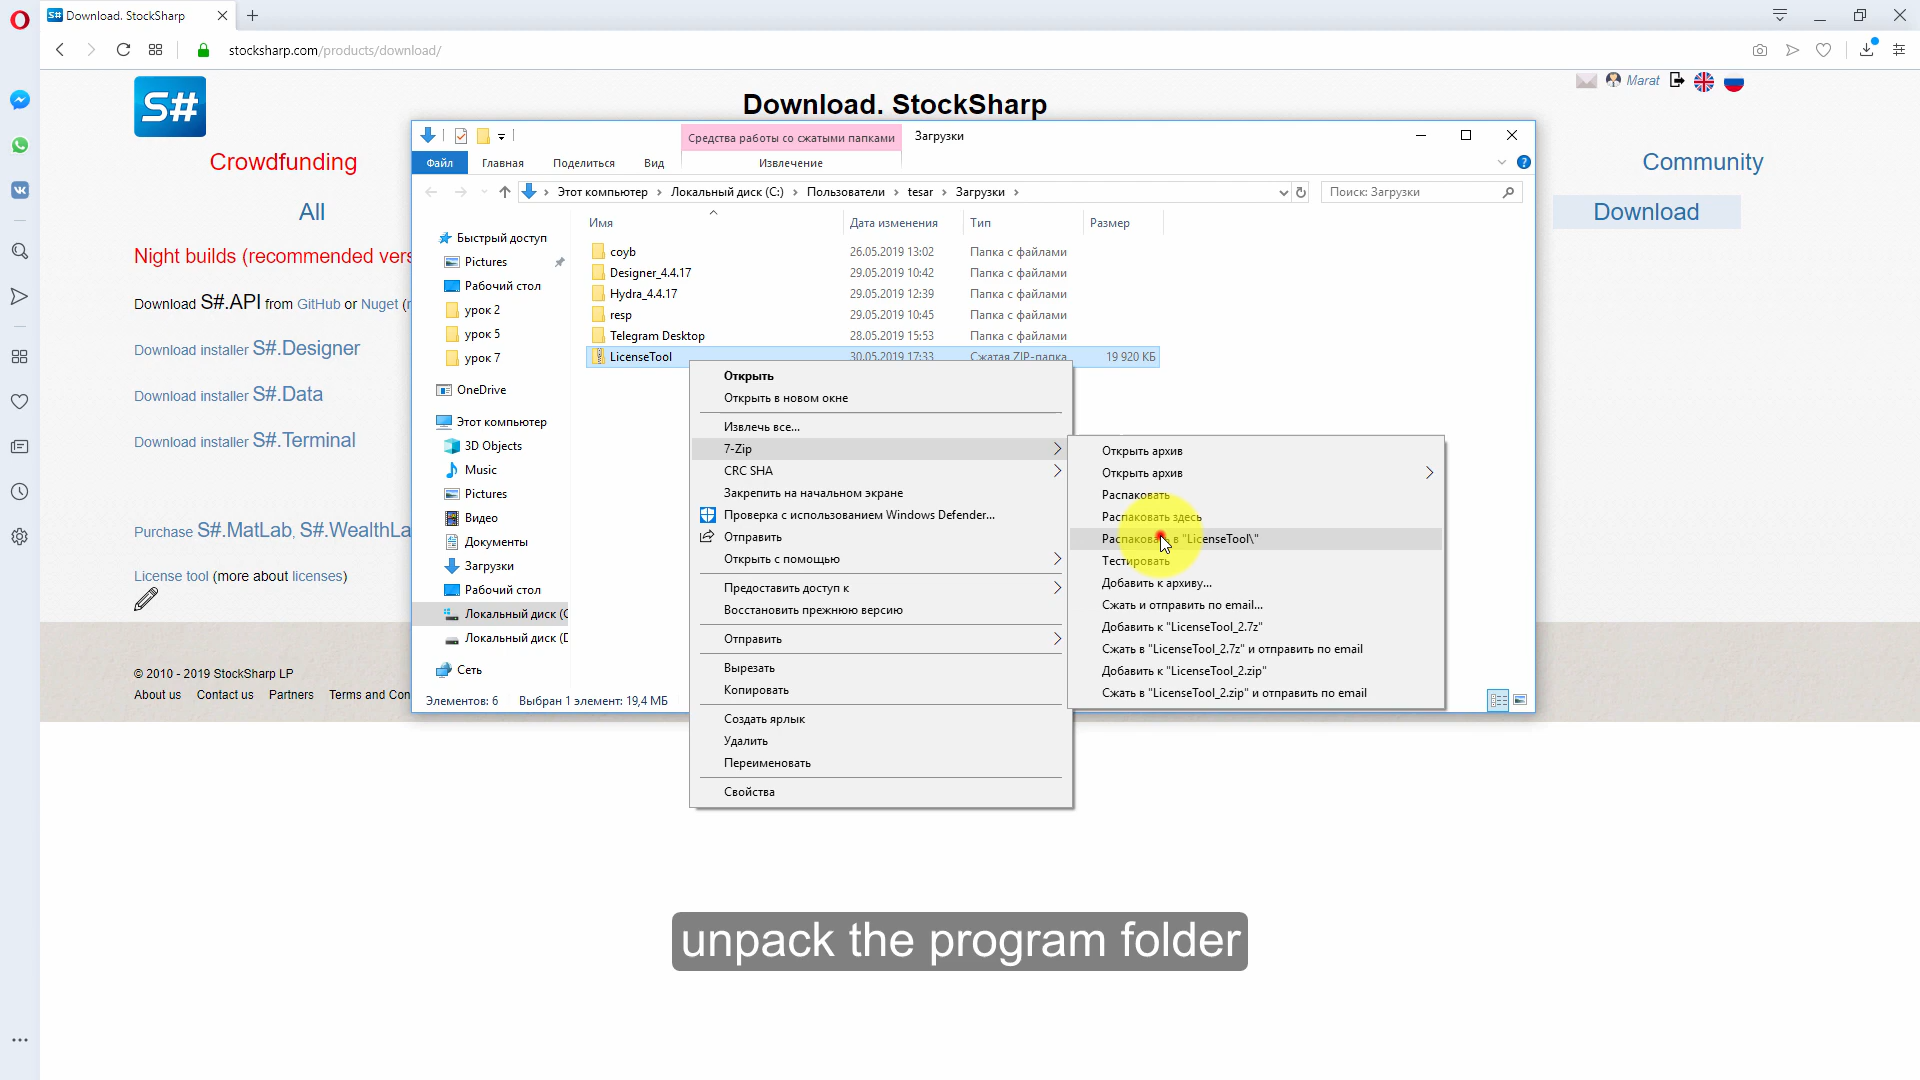 Download. StockSharp
stocksharp.com/products/download/
S#
Download. StockSharp
Marat
Crowdfunding
Community
All
Download
Night builds (recommended vers
Download S#.API from GitHub or Nuget (r
Download installer S#.Designer
Download installer S#.Data
Download installer S#.Terminal
Purchase S#.MatLab, S#.WealthLa
License tool (more about licenses)
© 2010 - 2019 StockSharp LP
About us Contact us Partners Terms and Con
Средства работы со сжатыми папками
Загрузки
Файл Главная Поделиться Вид Извлечение
Этот компьютер Локальный диск (C:) Пользователи tesar Загрузки
Поиск: Загрузки
Имя Дата изменения Тип Размер
Быстрый доступ
Pictures
Рабочий стол
урок 2
урок 5
урок 7
OneDrive
Этот компьютер
3D Objects
Music
Pictures
Видео
Документы
Загрузки
Рабочий стол
Локальный диск (C
Локальный диск (D
Сеть
coyb 26.05.2019 13:02 Папка с файлами
Designer_4.4.17 29.05.2019 10:42 Папка с файлами
Hydra_4.4.17 29.05.2019 12:39 Папка с файлами
resp 29.05.2019 10:45 Папка с файлами
Telegram Desktop 28.05.2019 15:53 Папка с файлами
LicenseTool 30.05.2019 17:33 Сжатая ZIP-папка 19 920 КБ
Элементов: 6 Выбран 1 элемент: 19,4 МБ
Открыть
Открыть в новом окне
Извлечь все...
7-Zip
CRC SHA
Закрепить на начальном экране
Проверка с использованием Windows Defender...
Отправить
Открыть с помощью
Предоставить доступ к
Восстановить прежнюю версию
Отправить
Вырезать
Копировать
Создать ярлык
Удалить
Переименовать
Свойства
Открыть архив
Открыть архив
Распаковать
Распаковать здесь
Распаковать в "LicenseTool\"
Тестировать
Добавить к архиву...
Сжать и отправить по email...
Добавить к "LicenseTool_2.7z"
Сжать в "LicenseTool_2.7z" и отправить по email
Добавить к "LicenseTool_2.zip"
Сжать в "LicenseTool_2.zip" и отправить по email
unpack the program folder